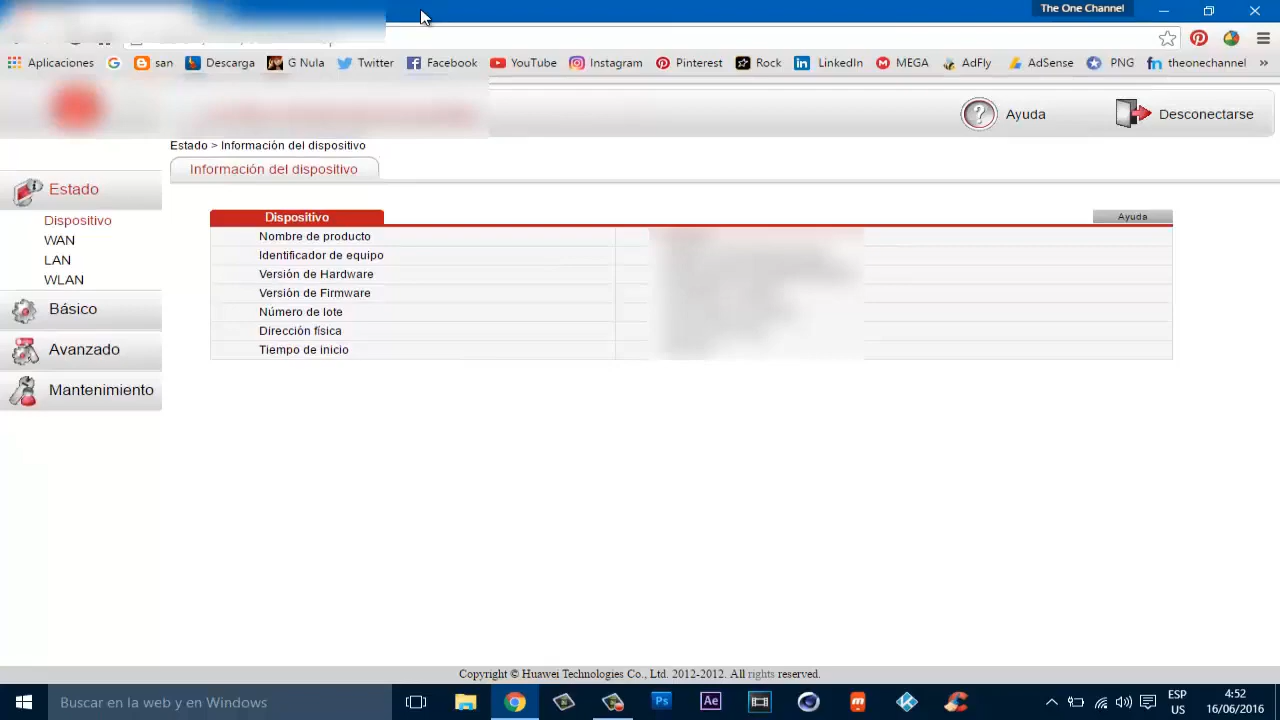 The One Channel
Aplicaciones san Descarga G Nula Twitter Facebook YouTube Instagram Pinterest Rock LinkedIn MEGA AdFly AdSense PNG theonechannel »
? Ayuda Desconectarse
Estado > Información del dispositivo
Información del dispositivo
Estado
Dispositivo
WAN
LAN
WLAN
Básico
Avanzado
Mantenimiento
Dispositivo Ayuda
Nombre de producto
Identificador de equipo
Versión de Hardware
Versión de Firmware
Número de lote
Dirección física
Tiempo de inicio
Copyright © Huawei Technologies Co., Ltd. 2012-2012. All rights reserved.
Buscar en la web y en Windows Ps Ae ESP 4:52
US 16/06/2016